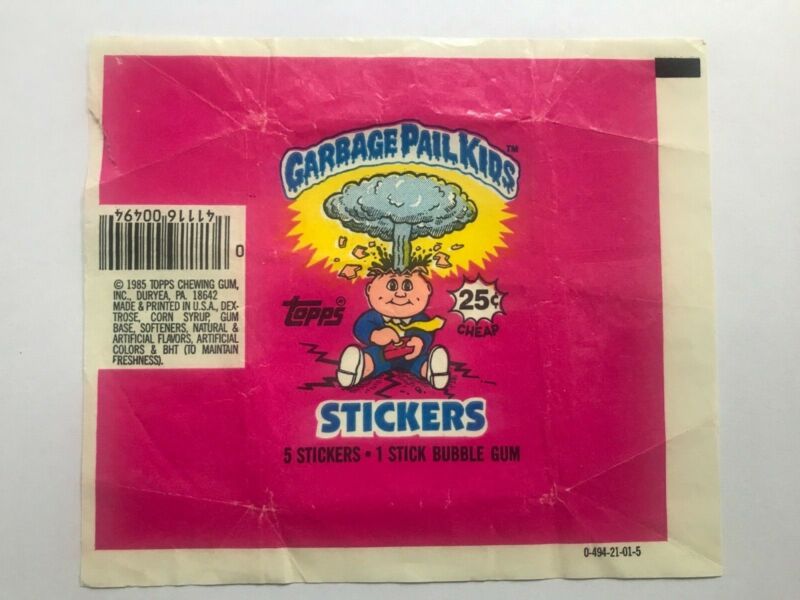 GARBAGE PAIL KIDS™
41116 00494
0
© 1985 TOPPS CHEWING GUM,
INC., DURYEA, PA. 18642
MADE & PRINTED IN U.S.A., DEX-
TROSE, CORN SYRUP, GUM
BASE, SOFTENERS, NATURAL &
ARTIFICIAL FLAVORS, ARTIFICIAL
COLORS & BHT (TO MAINTAIN
FRESHNESS).
topps®
25¢
CHEAP
STICKERS
5 STICKERS • 1 STICK BUBBLE GUM
0-494-21-01-5